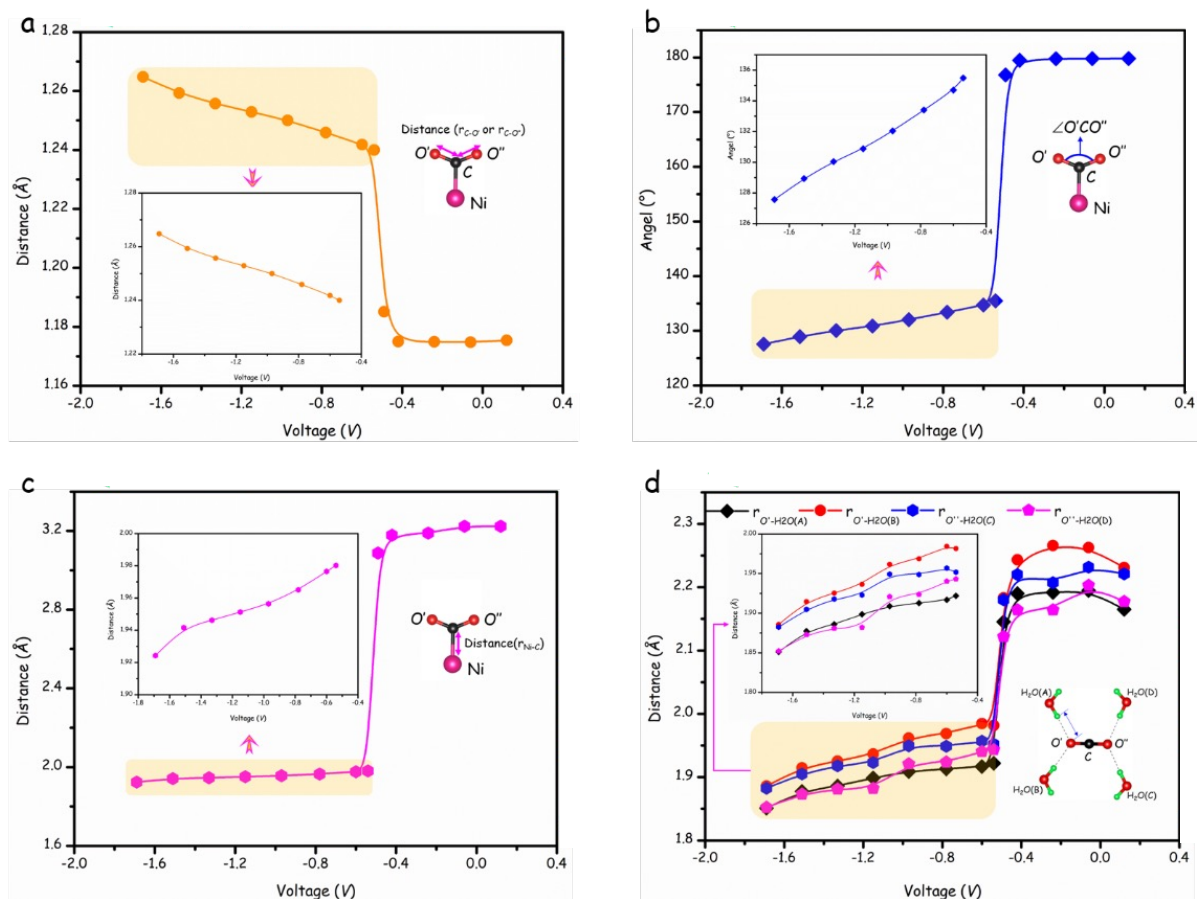 a
1.28
1.26
1.24
1.22
1.20
1.18
1.16
Distance (Å)
-2.0 -1.6 -1.2 -0.8 -0.4 0.0 0.4
Voltage (V)
Distance (rC-O' or rC-O'')
O' O''
C
Ni
1.28
1.26
1.24
1.22
Distance (Å)
-1.6 -1.2 -0.8 -0.4
Voltage (V)
b
180
170
160
150
140
130
120
Angel (°)
-2.0 -1.6 -1.2 -0.8 -0.4 0.0 0.4
Voltage (V)
∠O'CO''
O' O''
C
Ni
136
134
132
130
128
126
Angel (°)
-1.6 -1.2 -0.8 -0.4
Voltage (V)
c
3.2
2.8
2.4
2.0
1.6
Distance (Å)
-2.0 -1.6 -1.2 -0.8 -0.4 0.0 0.4
Voltage (V)
O' O''
Distance(rNi-C)
Ni
2.00
1.98
1.96
1.94
1.92
1.90
Distance (Å)
-1.8 -1.6 -1.4 -1.2 -1.0 -0.8 -0.6 -0.4
Voltage (V)
d
r O'-H2O(A) r O'-H2O(B) r O''-H2O(C) r O''-H2O(D)
2.3
2.2
2.1
2.0
1.9
1.8
Distance (Å)
-2.0 -1.6 -1.2 -0.8 -0.4 0.0 0.4
Voltage (V)
2.00
1.95
1.90
1.85
1.80
Distance (Å)
-1.6 -1.4 -1.2 -1.0 -0.8 -0.6 -0.4
Voltage (V)
H2O(A) H2O(D)
O' C O''
H2O(B) H2O(C)